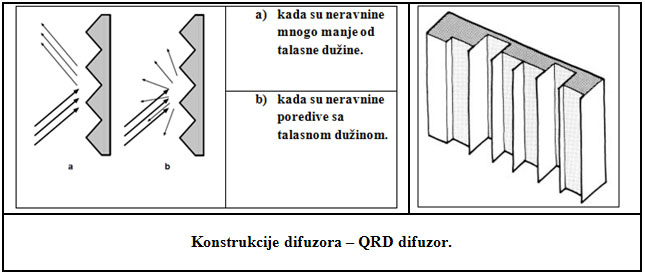 a) kada su neravnine
mnogo manje od
talasne dužine.
b) kada su neravnine
poredive sa
talasnom dužinom.
a
b
Konstrukcije difuzora – QRD difuzor.